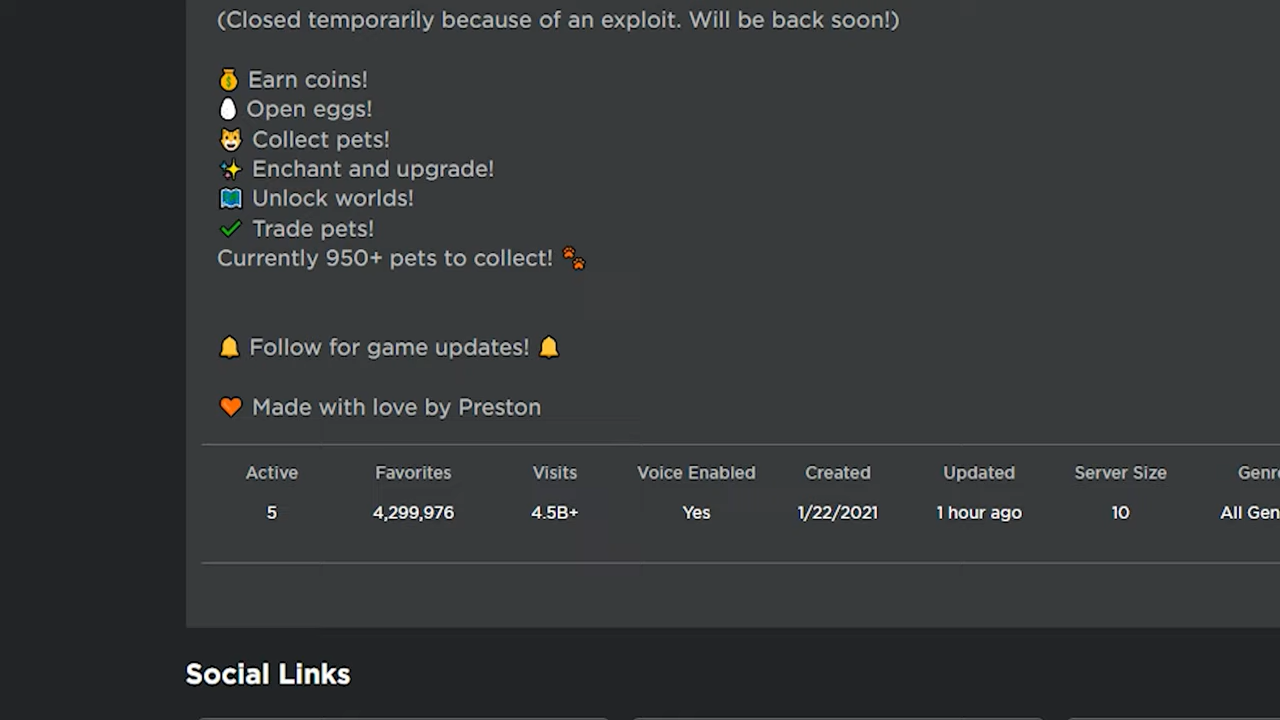 (Closed temporarily because of an exploit. Will be back soon!)
💰 Earn coins!
🥚 Open eggs!
😺 Collect pets!
✨ Enchant and upgrade!
🗺️ Unlock worlds!
✔️ Trade pets!
Currently 950+ pets to collect! 🐾
🔔 Follow for game updates! 🔔
🧡 Made with love by Preston
Active Favorites Visits Voice Enabled Created Updated Server Size Genre
5 4,299,976 4.5B+ Yes 1/22/2021 1 hour ago 10 All Gen
Social Links